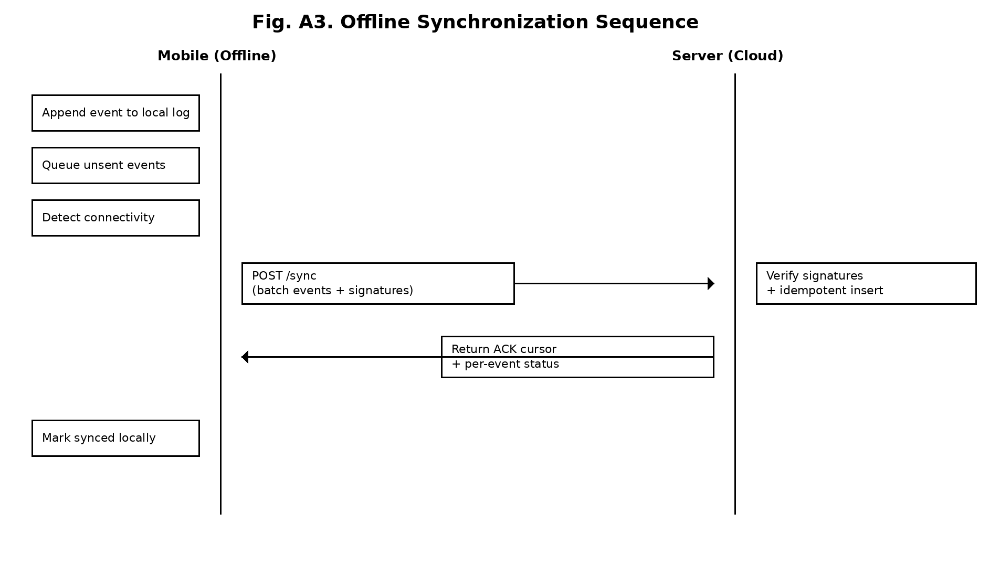 Fig. A3. Offline Synchronization Sequence
Mobile (Offline)
Server (Cloud)
Append event to local log
Queue unsent events
Detect connectivity
POST /sync
(batch events + signatures)
Verify signatures
+ idempotent insert
Return ACK cursor
+ per-event status
Mark synced locally